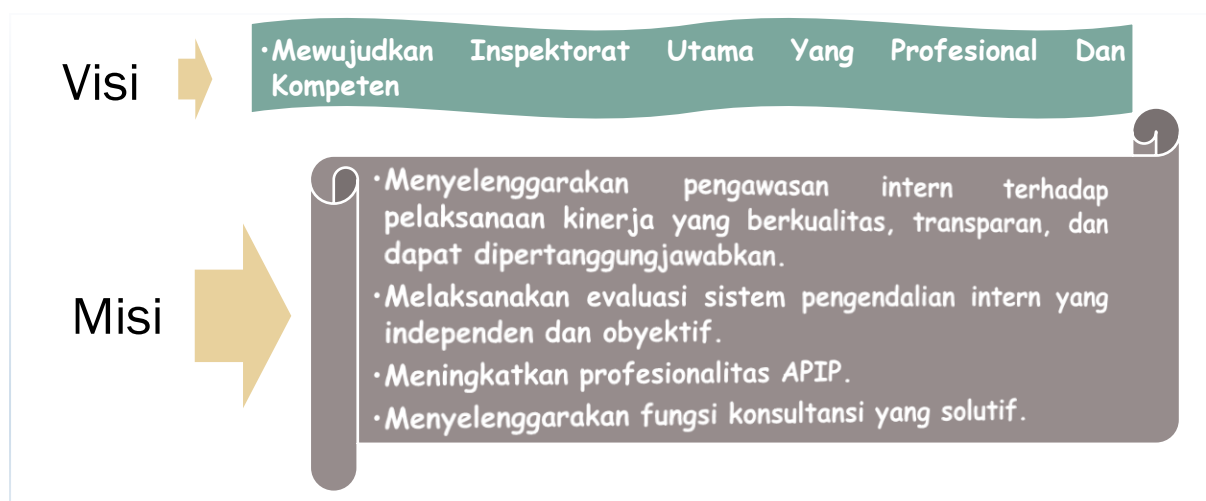 Visi
•Mewujudkan Inspektorat Utama Yang Profesional Dan
Kompeten
Misi
•Menyelenggarakan pengawasan intern terhadap
pelaksanaan kinerja yang berkualitas, transparan, dan
dapat dipertanggungjawabkan.
•Melaksanakan evaluasi sistem pengendalian intern yang
independen dan obyektif.
•Meningkatkan profesionalitas APIP.
•Menyelenggarakan fungsi konsultansi yang solutif.